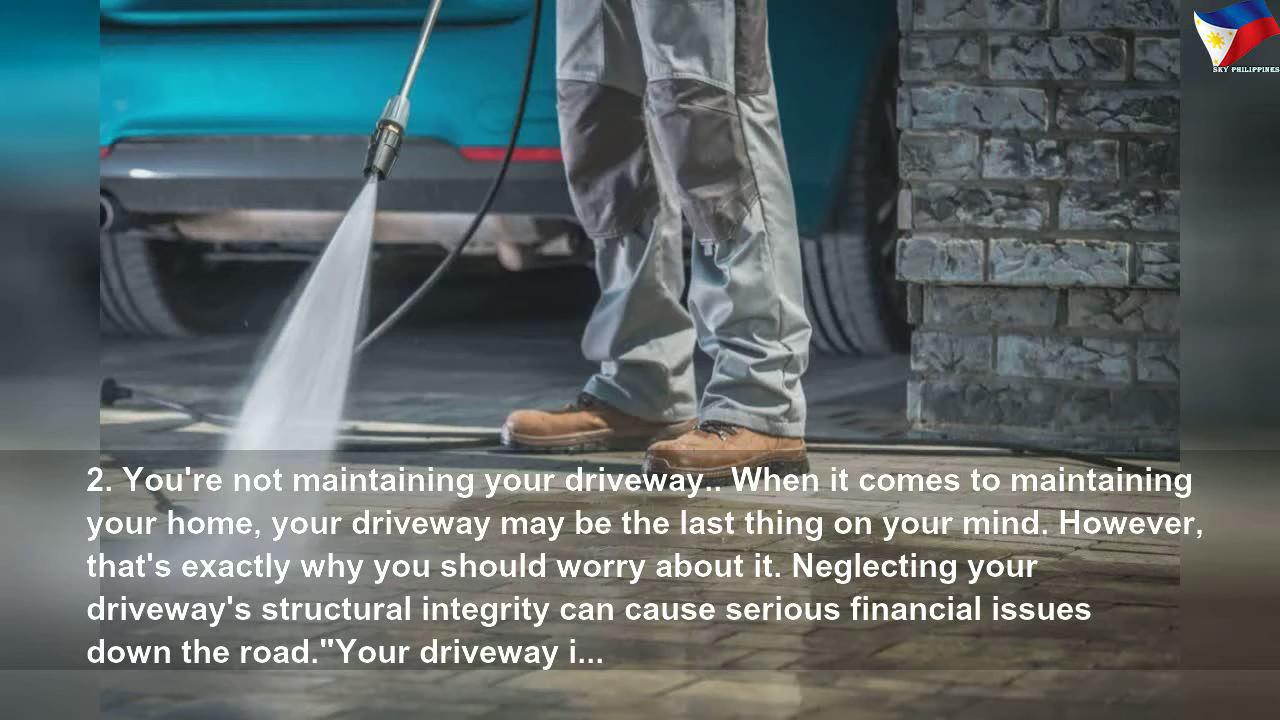 SKY PHILIPPINES
2. You're not maintaining your driveway.. When it comes to maintaining
your home, your driveway may be the last thing on your mind. However,
that's exactly why you should worry about it. Neglecting your
driveway's structural integrity can cause serious financial issues
down the road."Your driveway i...